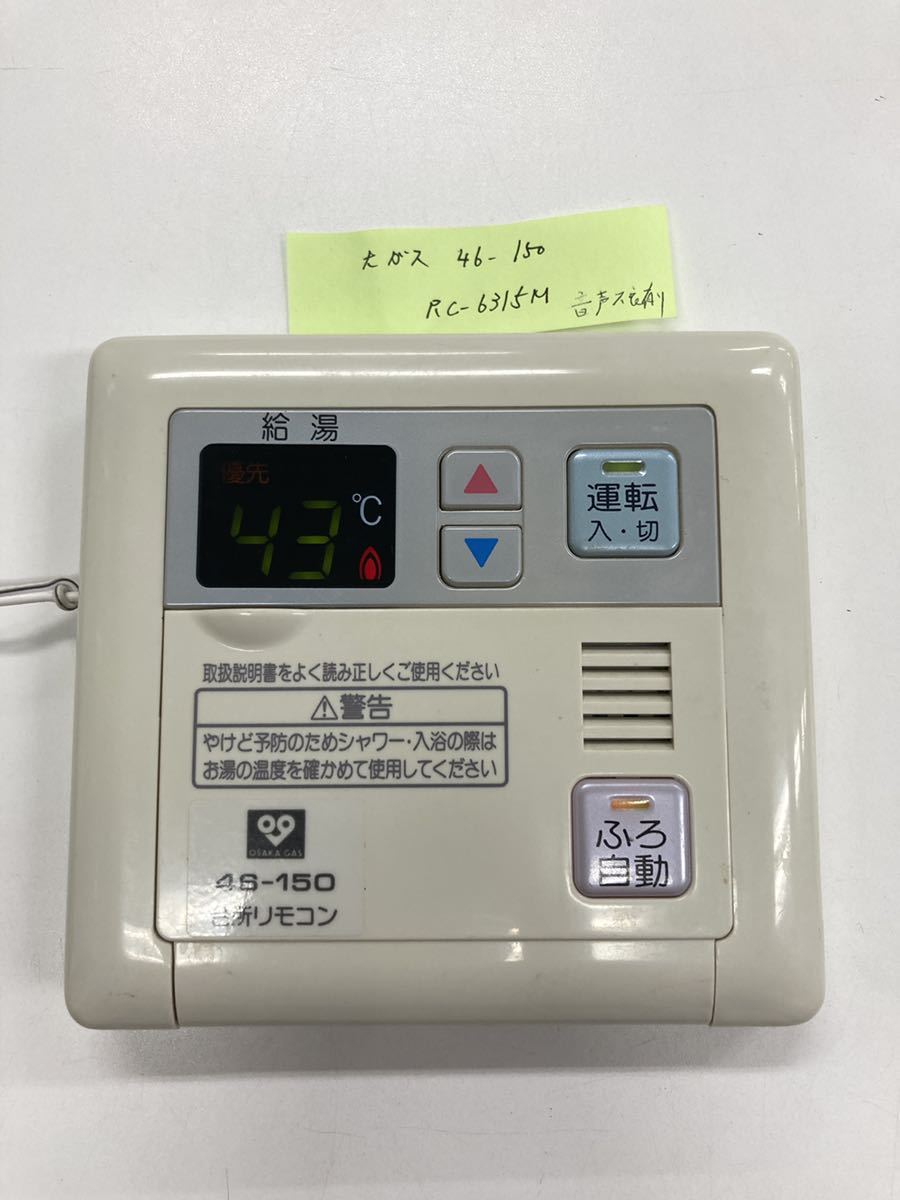 大ガス 46-150
RC-6315M 音声不良有り
給湯
優先
43℃
運転
入・切
取扱説明書をよく読み正しくご使用ください
⚠警告
やけど予防のためシャワー・入浴の際は
お湯の温度を確かめて使用してください
OSAKA GAS
46-150
台所リモコン
ふろ
自動